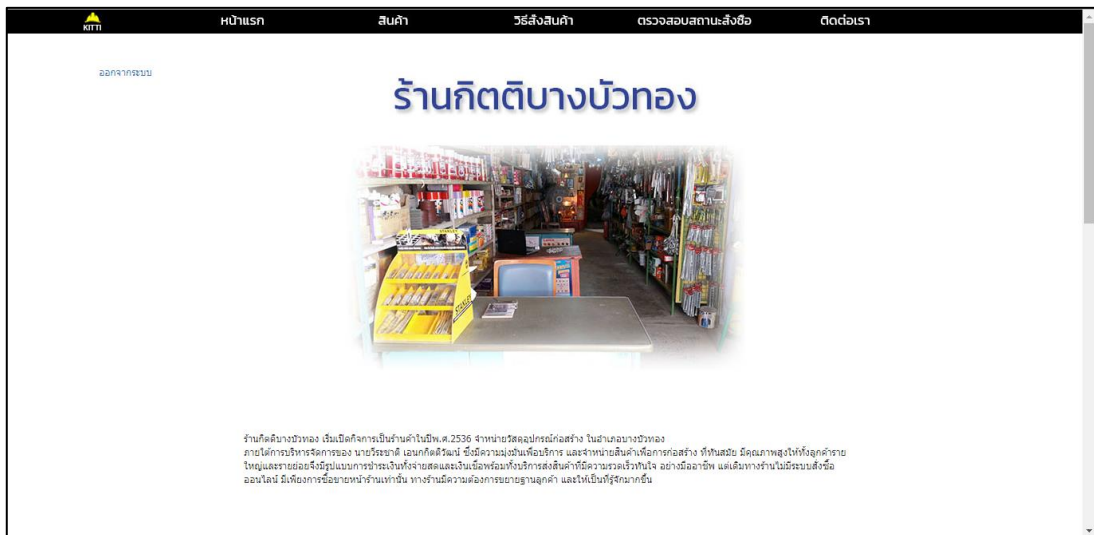 KITTI
หน้าแรก สินค้า วิธีสั่งสินค้า ตรวจสอบสถานะสั่งซื้อ ติดต่อเรา
ออกจากระบบ
ร้านกิตติบางบัวทอง
STANLEY
STANLEY
ร้านกิตติบางบัวทอง เริ่มเปิดกิจการเป็นร้านค้าในปีพ.ศ.2536 จำหน่ายวัสดุอุปกรณ์ก่อสร้าง ในอำเภอบางบัวทอง
ภายใต้การบริหารจัดการของ นายวีระชาติ เอนกกิตติวัฒน์ ซึ่งมีความมุ่งมั่นเพื่อบริการ และจำหน่ายสินค้าเพื่อการก่อสร้าง ที่ทันสมัย มีคุณภาพสูงให้ทั้งลูกค้าราย
ใหญ่และรายย่อยจึงมีรูปแบบการชำระเงินทั้งจ่ายสดและเงินเชื่อพร้อมทั้งบริการส่งสินค้าที่มีความรวดเร็วทันใจ อย่างมืออาชีพ แต่เดิมทางร้านไม่มีระบบสั่งซื้อ
ออนไลน์ มีเพียงการซื้อขายหน้าร้านเท่านั้น ทางร้านมีความต้องการขยายฐานลูกค้า และให้เป็นที่รู้จักมากขึ้น